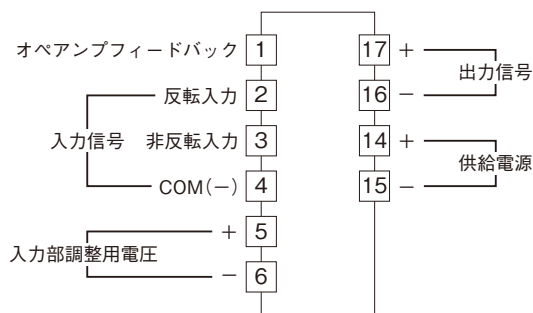 オペアンプフィードバック 1
反転入力 2
入力信号
非反転入力 3
COM(−) 4
+ 5
入力部調整用電圧
− 6
17 +
出力信号
16 −
14 +
供給電源
15 −